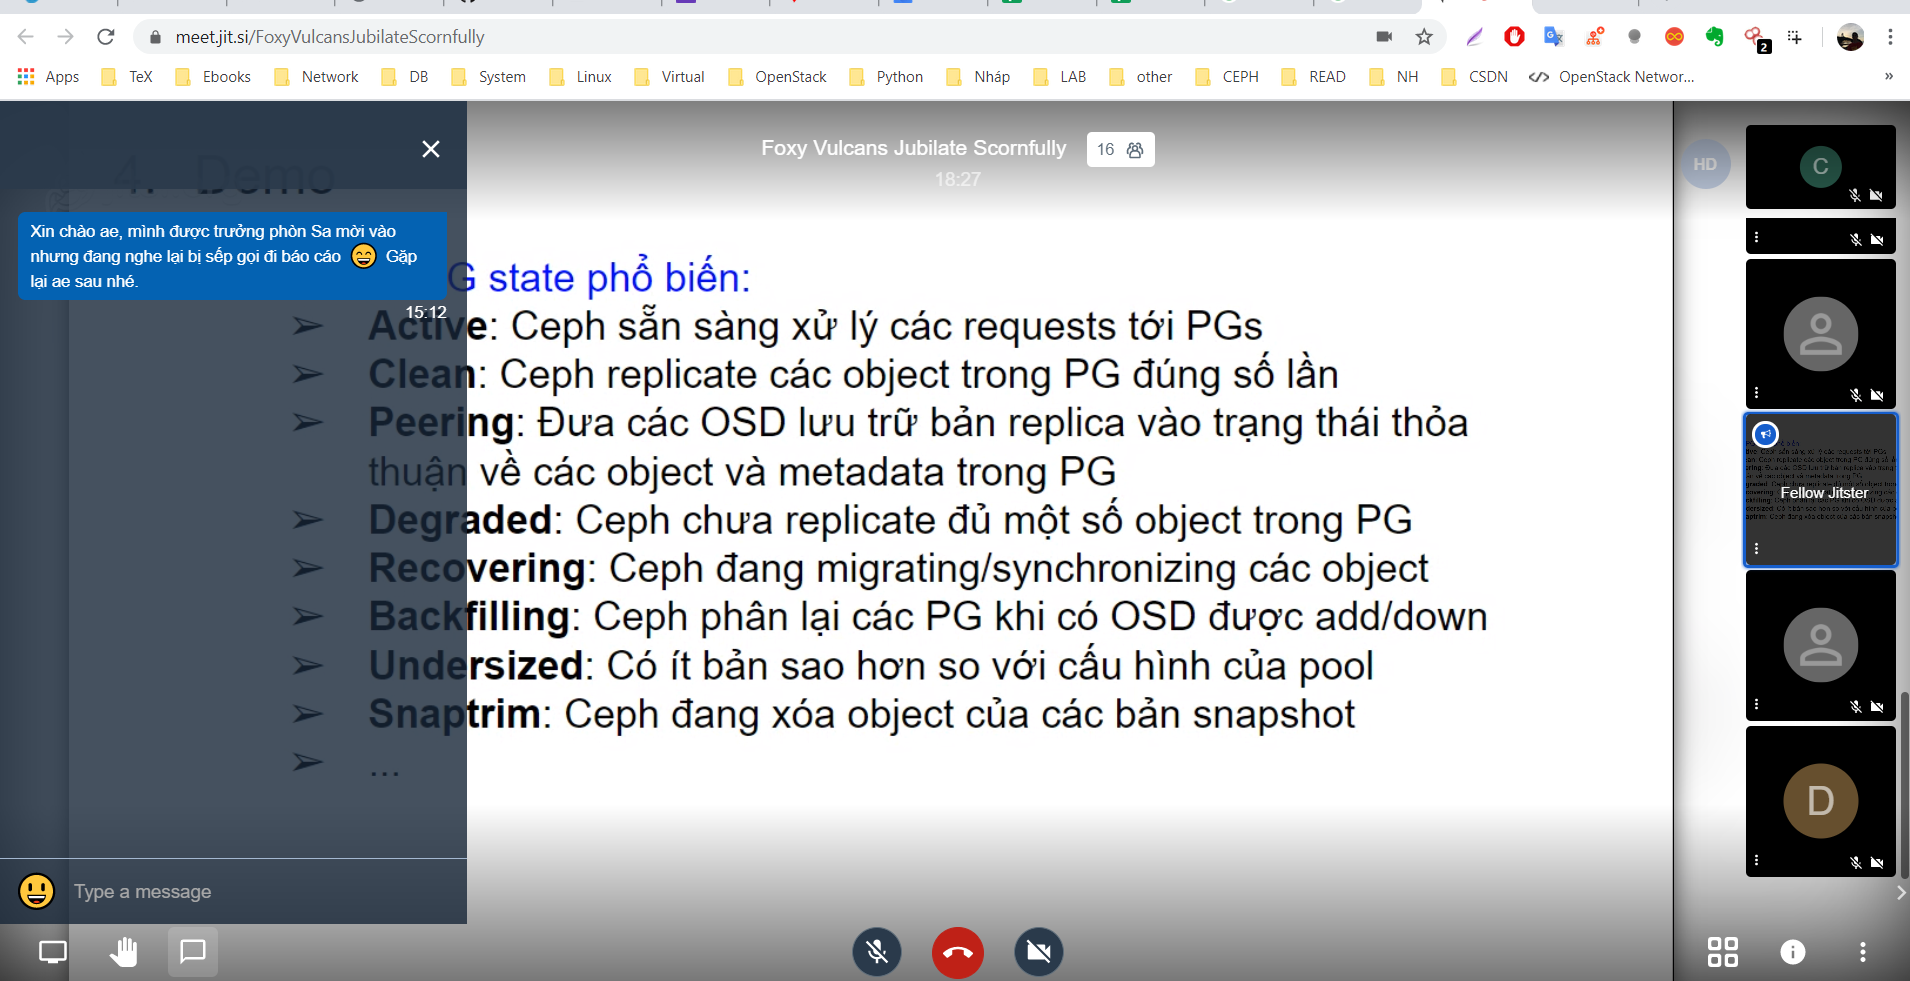 meet.jit.si/FoxyVulcansJubilateScornfully
2
Apps TeX Ebooks Network DB System Linux Virtual OpenStack Python Nháp LAB other CEPH READ NH CSDN OpenStack Networ... »
4. Demo
Foxy Vulcans Jubilate Scornfully 16
18:27
HD
C
Xin chào ae, mình được trưởng phòn Sa mời vào
nhưng đang nghe lại bị sếp gọi đi báo cáo 😄 Gặp
lại ae sau nhé.
15:12
G state phổ biến:
➢ Active: Ceph sẵn sàng xử lý các requests tới PGs
➢ Clean: Ceph replicate các object trong PG đúng số lần
➢ Peering: Đưa các OSD lưu trữ bản replica vào trạng thái thỏa
thuận về các object và metadata trong PG
➢ Degraded: Ceph chưa replicate đủ một số object trong PG
➢ Recovering: Ceph đang migrating/synchronizing các object
➢ Backfilling: Ceph phân lại các PG khi có OSD được add/down
➢ Undersized: Có ít bản sao hơn so với cấu hình của pool
➢ Snaptrim: Ceph đang xóa object của các bản snapshot
➢ ...
Fellow Jitster
D
Type a message